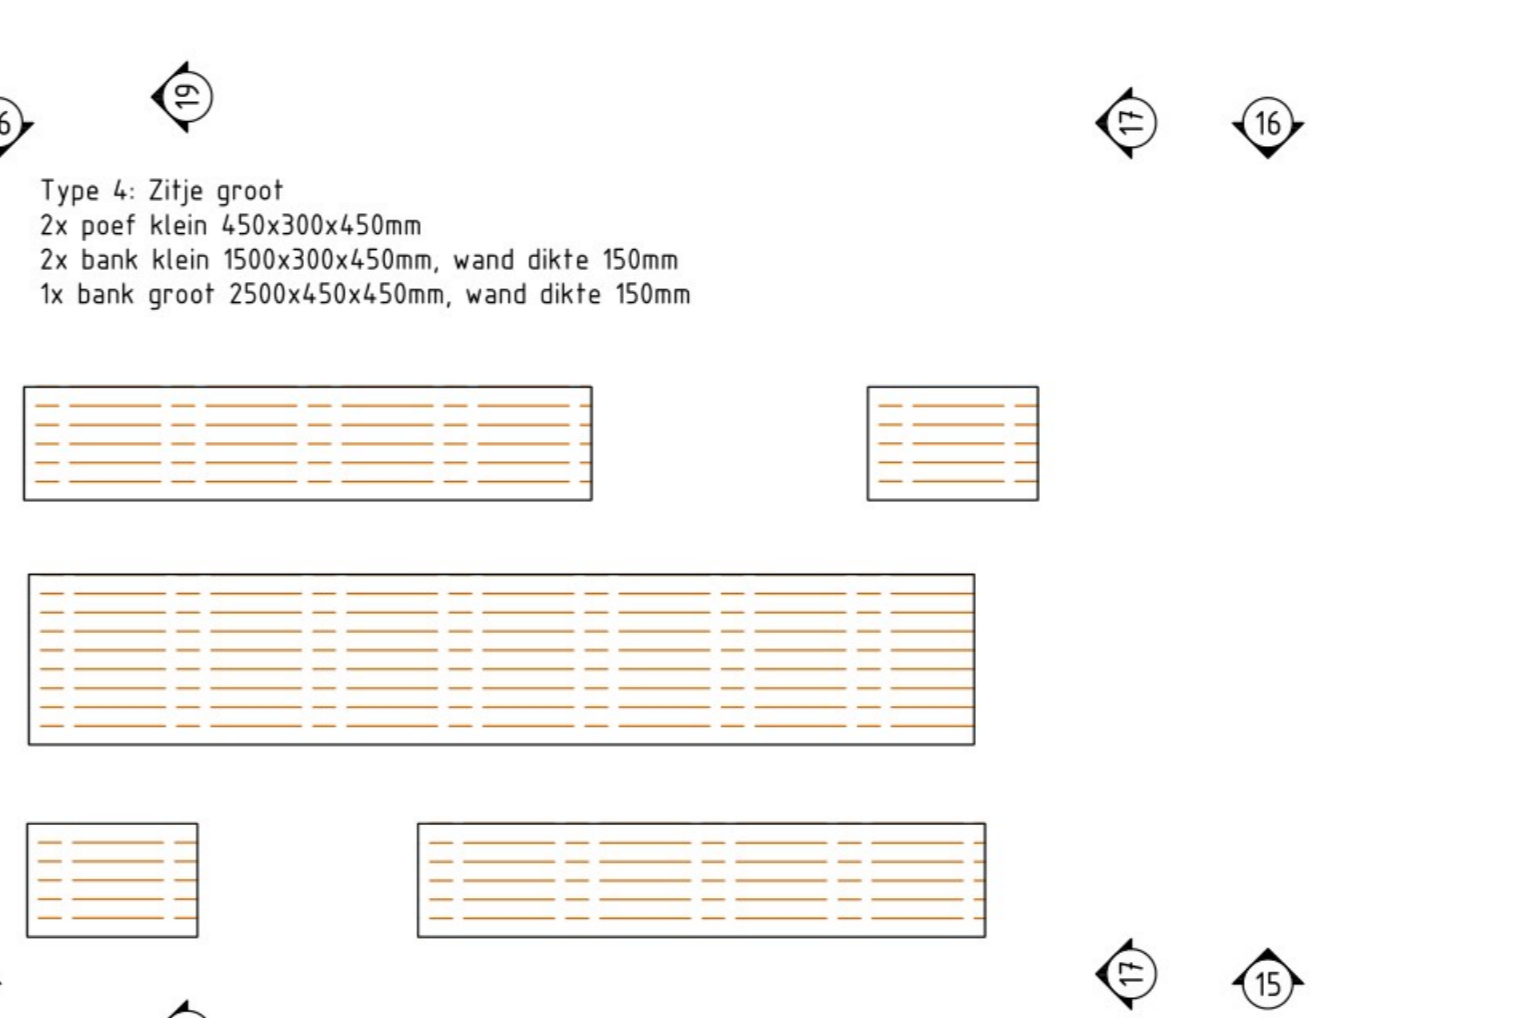 19
17
16
6
Type 4: Zitje groot
2x poef klein 450x300x450mm
2x bank klein 1500x300x450mm, wand dikte 150mm
1x bank groot 2500x450x450mm, wand dikte 150mm
17
15